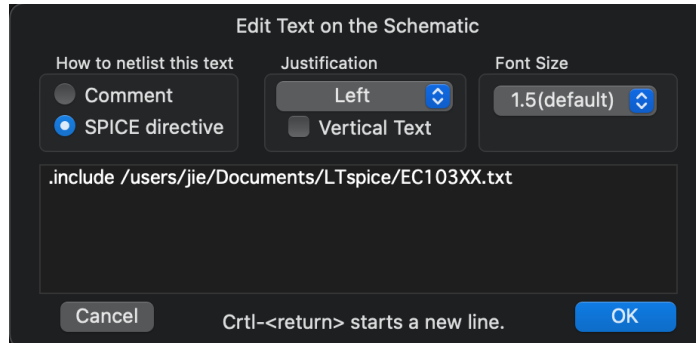 Edit Text on the Schematic
How to netlist this text
Justification
Font Size
Comment
Left
1.5(default)
SPICE directive
Vertical Text
.include /users/jie/Documents/LTspice/EC103XX.txt
Cancel
Crtl-<return> starts a new line.
OK